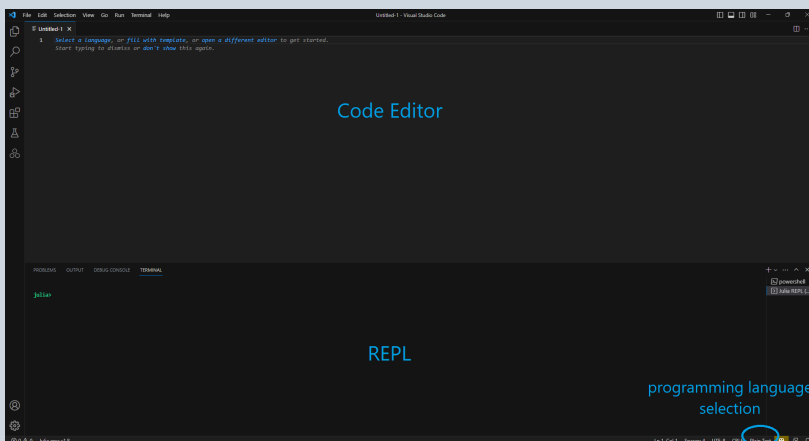 File Edit Selection View Go Run Terminal Help
Untitled-1 - Visual Studio Code
Untitled-1
1 Select a language, or fill with template, or open a different editor to get started.
Start typing to dismiss or don't show this again.
Code Editor
PROBLEMS OUTPUT DEBUG CONSOLE TERMINAL
powershell
Julia REPL (...
julia>
REPL
programming language
selection
Plain Text